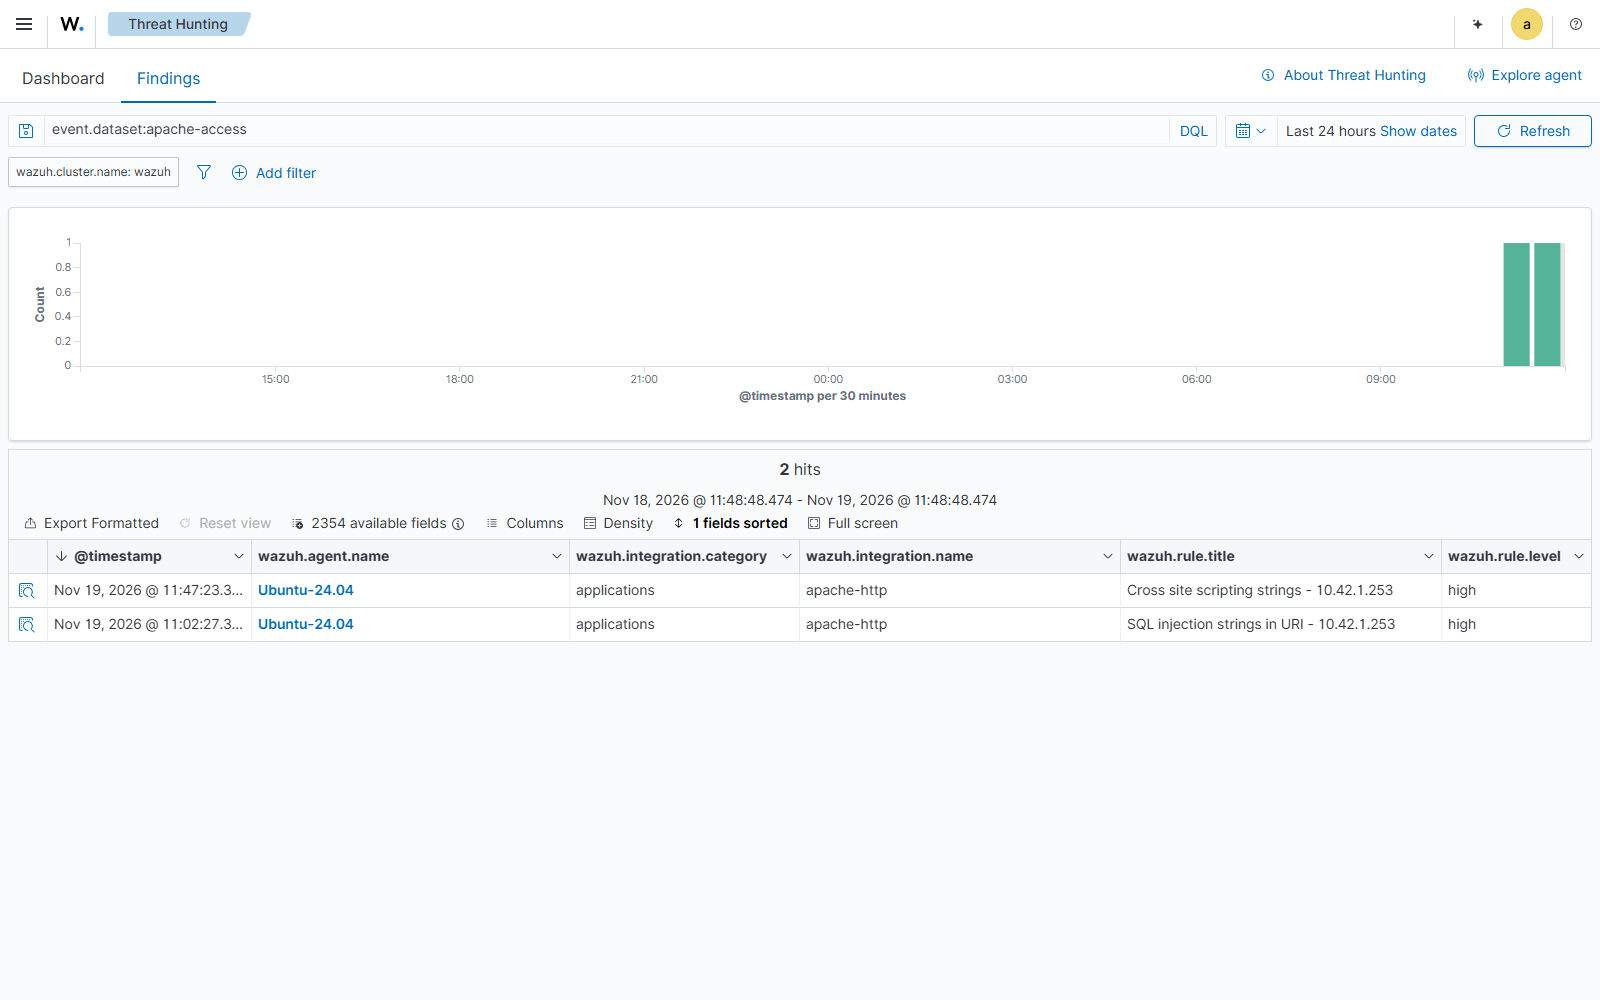 W.
Threat Hunting
a
Dashboard
Findings
About Threat Hunting
Explore agent
event.dataset:apache-access
DQL
Last 24 hours Show dates
Refresh
wazuh.cluster.name: wazuh
Add filter
Count
1
0.8
0.6
0.4
0.2
0
15:00
18:00
21:00
00:00
03:00
06:00
09:00
@timestamp per 30 minutes
2 hits
Nov 18, 2026 @ 11:48:48.474 - Nov 19, 2026 @ 11:48:48.474
Export Formatted
Reset view
2354 available fields
Columns
Density
1 fields sorted
Full screen
@timestamp
wazuh.agent.name
wazuh.integration.category
wazuh.integration.name
wazuh.rule.title
wazuh.rule.level
Nov 19, 2026 @ 11:47:23.3...
Ubuntu-24.04
applications
apache-http
Cross site scripting strings - 10.42.1.253
high
Nov 19, 2026 @ 11:02:27.3...
Ubuntu-24.04
applications
apache-http
SQL injection strings in URI - 10.42.1.253
high